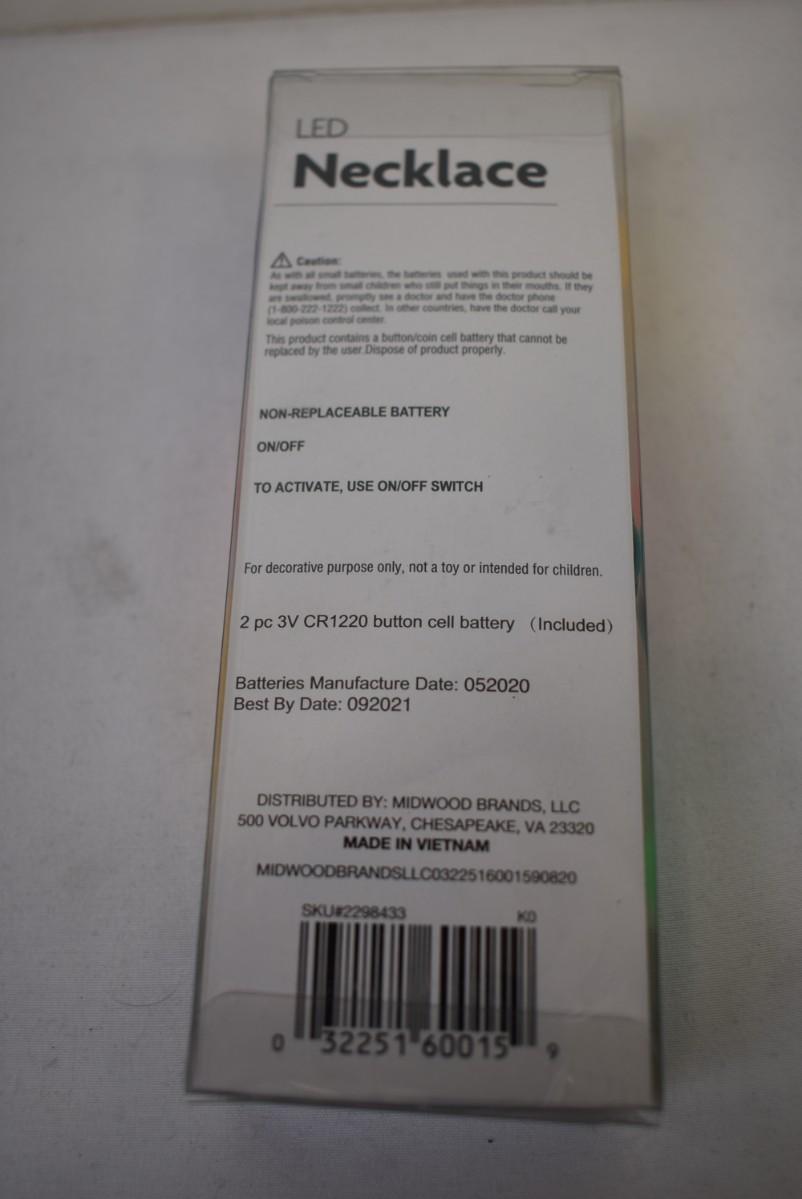 LED
Necklace
⚠ Caution:
As with all small batteries, the batteries used with this product should be
kept away from small children who still put things in their mouths. If they
are swallowed, promptly see a doctor and have the doctor phone
(1-800-222-1222) collect. In other countries, have the doctor call your
local poison control center.
This product contains a button/coin cell battery that cannot be
replaced by the user.Dispose of product properly.
NON-REPLACEABLE BATTERY
ON/OFF
TO ACTIVATE, USE ON/OFF SWITCH
For decorative purpose only, not a toy or intended for children.
2 pc 3V CR1220 button cell battery （Included）
Batteries Manufacture Date: 052020
Best By Date: 092021
DISTRIBUTED BY: MIDWOOD BRANDS, LLC
500 VOLVO PARKWAY, CHESAPEAKE, VA 23320
MADE IN VIETNAM
MIDWOODBRANDSLLC0322516001590820
SKU#2298433 K0
0 32251 60015 9